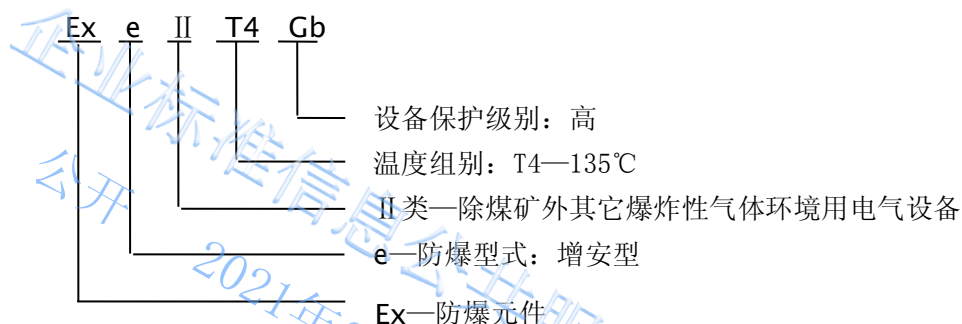 Ex e Ⅱ T4 Gb
设备保护级别：高
温度组别：T4—135℃
Ⅱ类—除煤矿外其它爆炸性气体环境用电气设备
e—防爆型式：增安型
Ex—防爆元件
企业标准信息公共服
公开
2021年